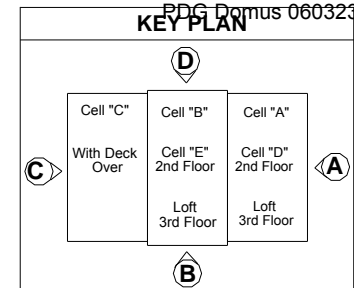 PDG Domus 060323
KEY PLAN
D
Cell "C"
With Deck
Over
Cell "B"
Cell "E"
2nd Floor
Loft
3rd Floor
Cell "A"
Cell "D"
2nd Floor
Loft
3rd Floor
C
A
B